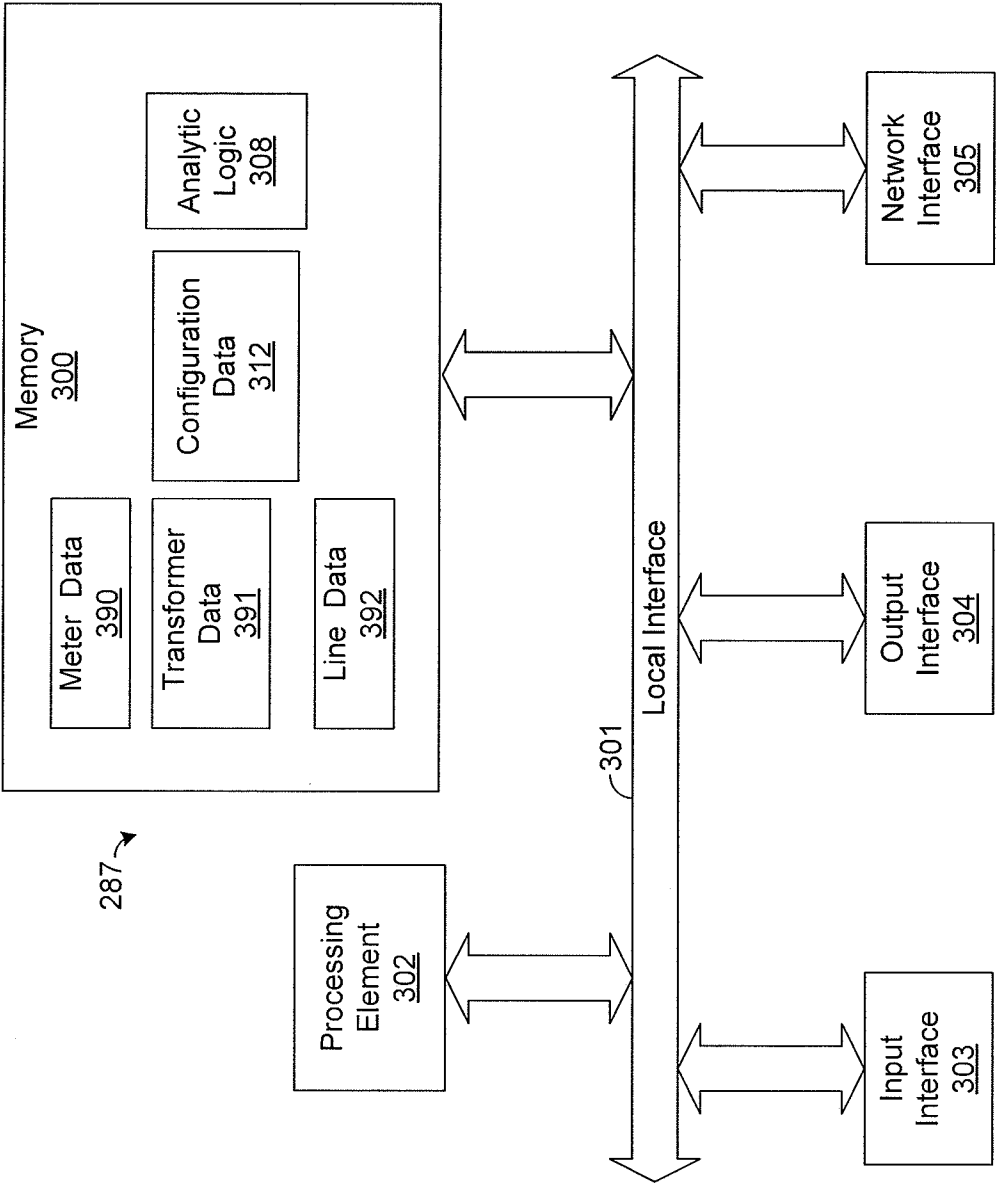 287
Memory
300
Meter Data
390
Transformer
Data
391
Line Data
392
Configuration
Data
312
Analytic
Logic
308
Processing
Element
302
301
Local Interface
Input
Interface
303
Output
Interface
304
Network
Interface
305